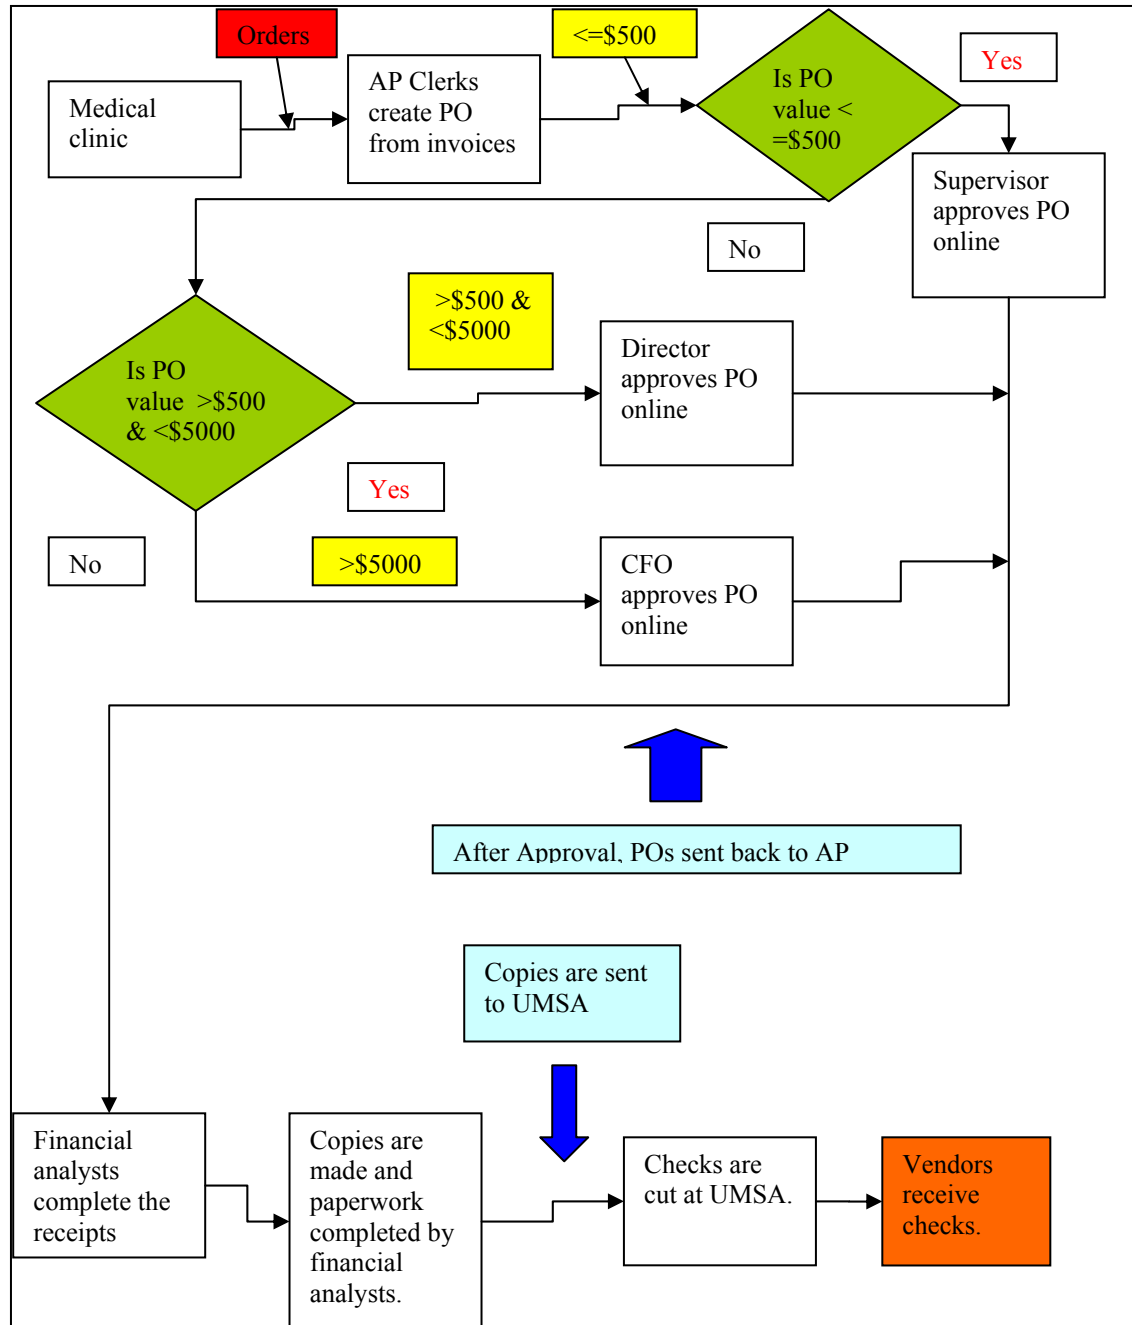 Orders
<=$500
Yes
Medical
clinic
AP Clerks
create PO
from invoices
Is PO
value <
=$500
Supervisor
approves PO
online
No
>$500 &
<$5000
Director
approves PO
online
Is PO
value >$500
& <$5000
Yes
No
>$5000
CFO
approves PO
online
After Approval, POs sent back to AP
Copies are sent
to UMSA
Financial
analysts
complete the
receipts
Copies are
made and
paperwork
completed by
financial
analysts.
Checks are
cut at UMSA.
Vendors
receive
checks.